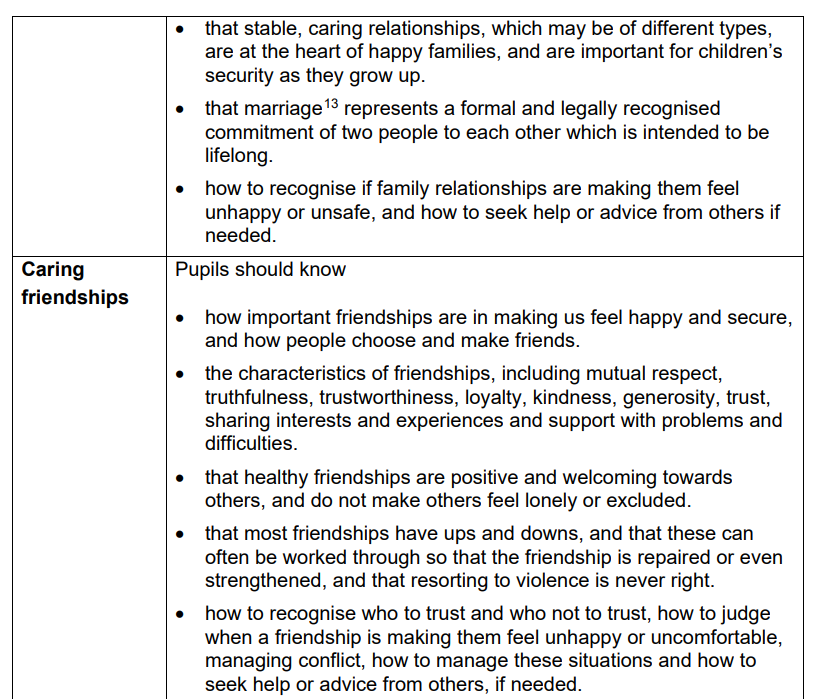 • that stable, caring relationships, which may be of different types,
are at the heart of happy families, and are important for children’s
security as they grow up.
• that marriage¹³ represents a formal and legally recognised
commitment of two people to each other which is intended to be
lifelong.
• how to recognise if family relationships are making them feel
unhappy or unsafe, and how to seek help or advice from others if
needed.
Caring
friendships
Pupils should know
• how important friendships are in making us feel happy and secure,
and how people choose and make friends.
• the characteristics of friendships, including mutual respect,
truthfulness, trustworthiness, loyalty, kindness, generosity, trust,
sharing interests and experiences and support with problems and
difficulties.
• that healthy friendships are positive and welcoming towards
others, and do not make others feel lonely or excluded.
• that most friendships have ups and downs, and that these can
often be worked through so that the friendship is repaired or even
strengthened, and that resorting to violence is never right.
• how to recognise who to trust and who not to trust, how to judge
when a friendship is making them feel unhappy or uncomfortable,
managing conflict, how to manage these situations and how to
seek help or advice from others, if needed.